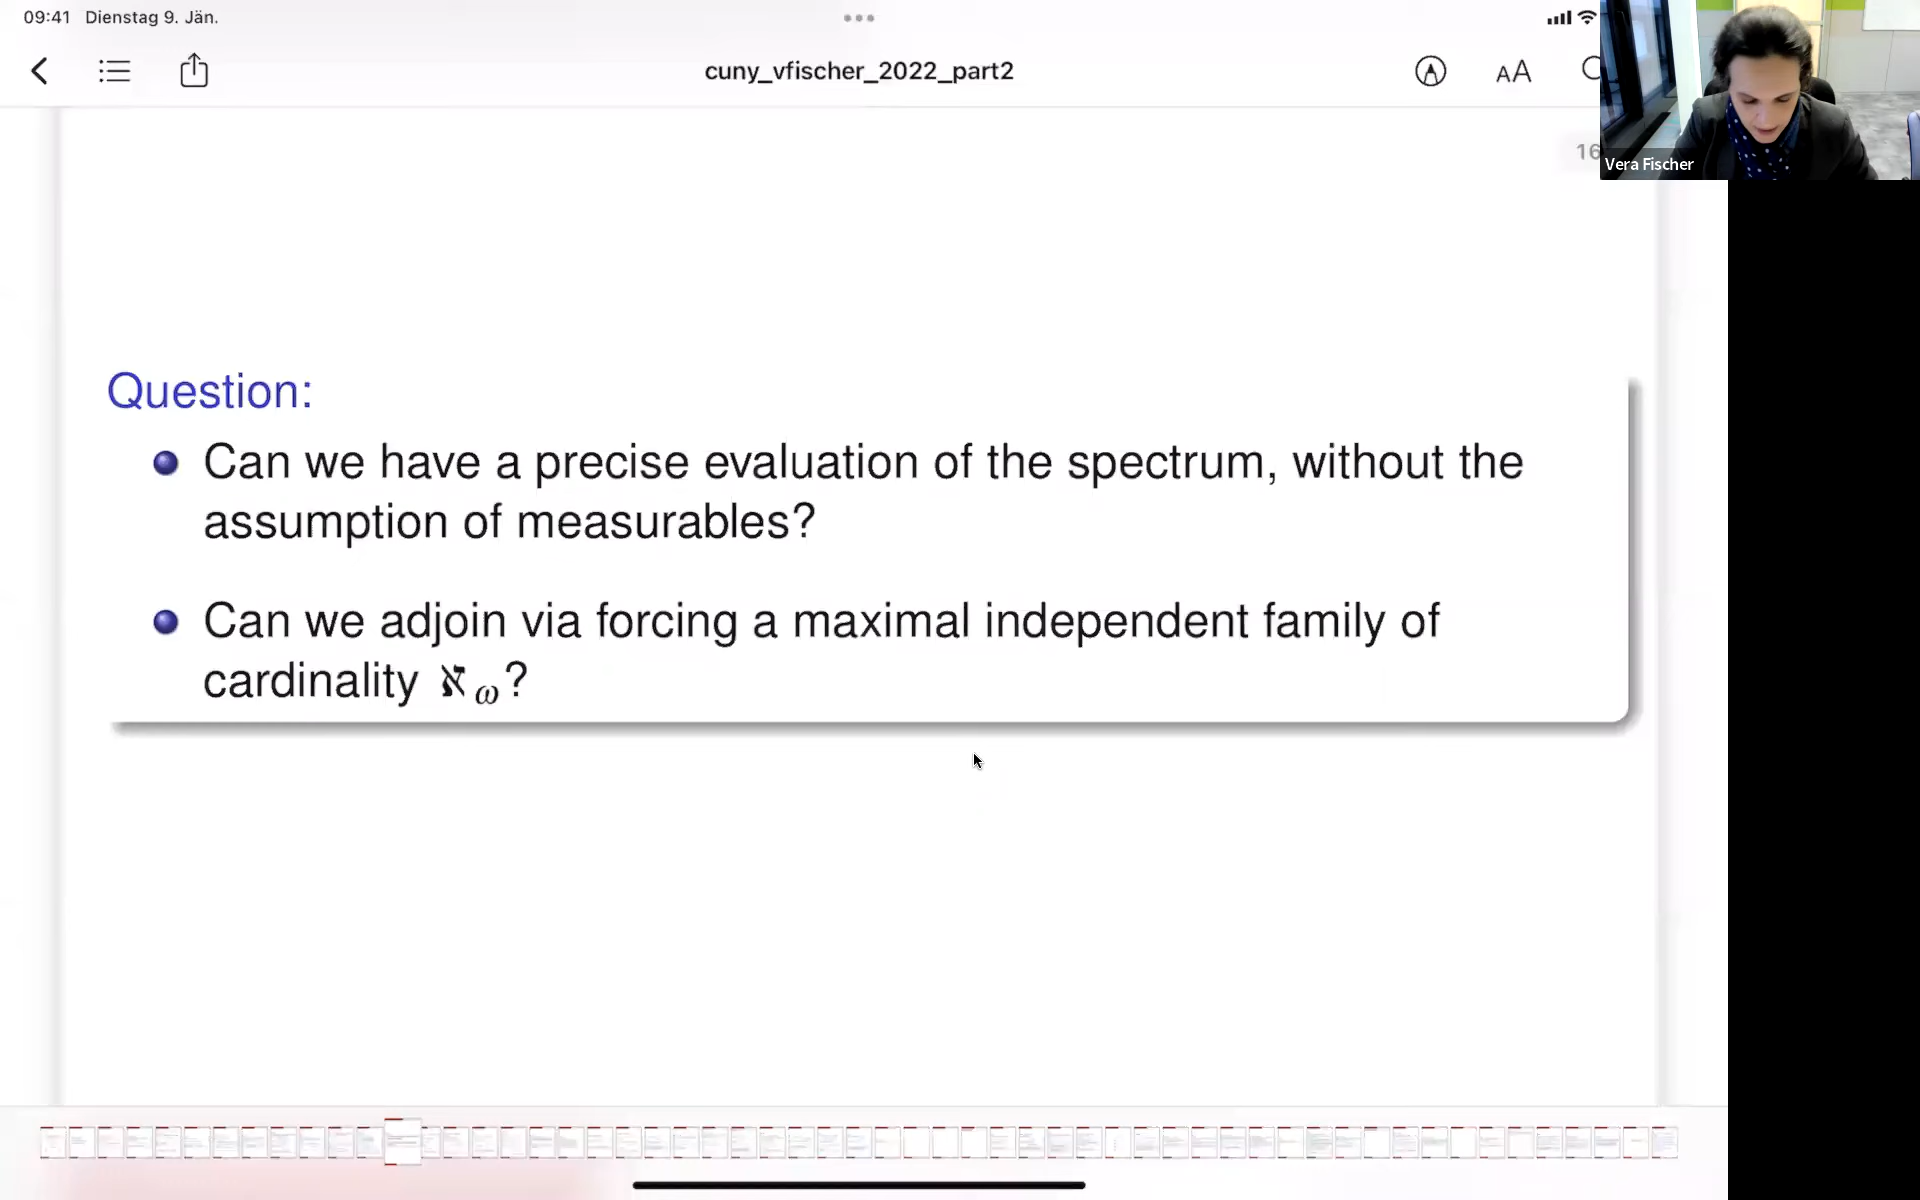 09:41 Dienstag 9. Jän.
cuny_vfischer_2022_part2
AA
16
Vera Fischer
Question:
Can we have a precise evaluation of the spectrum, without the
assumption of measurables?
Can we adjoin via forcing a maximal independent family of
cardinality ℵω?